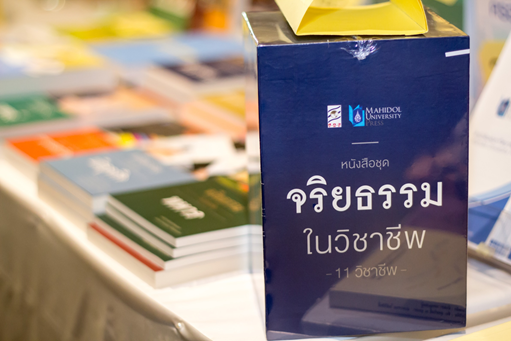 MAHIDOL
UNIVERSITY
PRESS
หนังสือชุด
จริยธรรม
ในวิชาชีพ
- 11 วิชาชีพ -